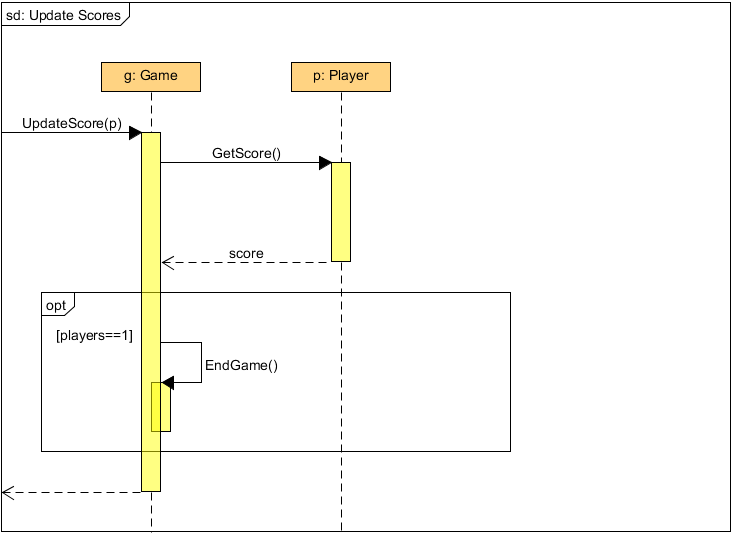 sd: Update Scores
g: Game
p: Player
UpdateScore(p)
GetScore()
score
opt
[players==1]
EndGame()